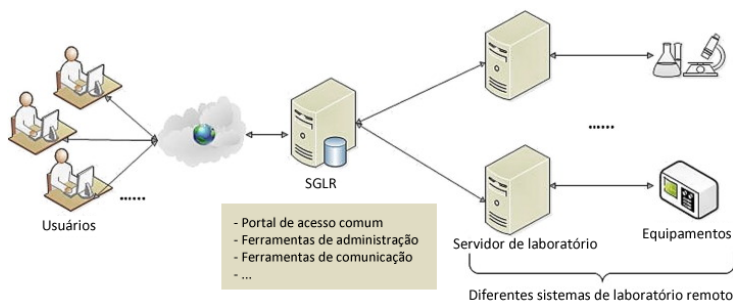 ......
SGLR
......
Usuários
- Portal de acesso comum
- Ferramentas de administração
- Ferramentas de comunicação
- ...
Servidor de laboratório
Equipamentos
Diferentes sistemas de laboratório remoto